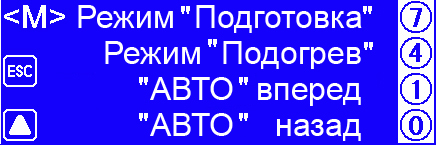 <M> Режим "Подготовка" 7
Режим "Подогрев" 4
ESC "АВТО" вперед 1
"АВТО" назад 0